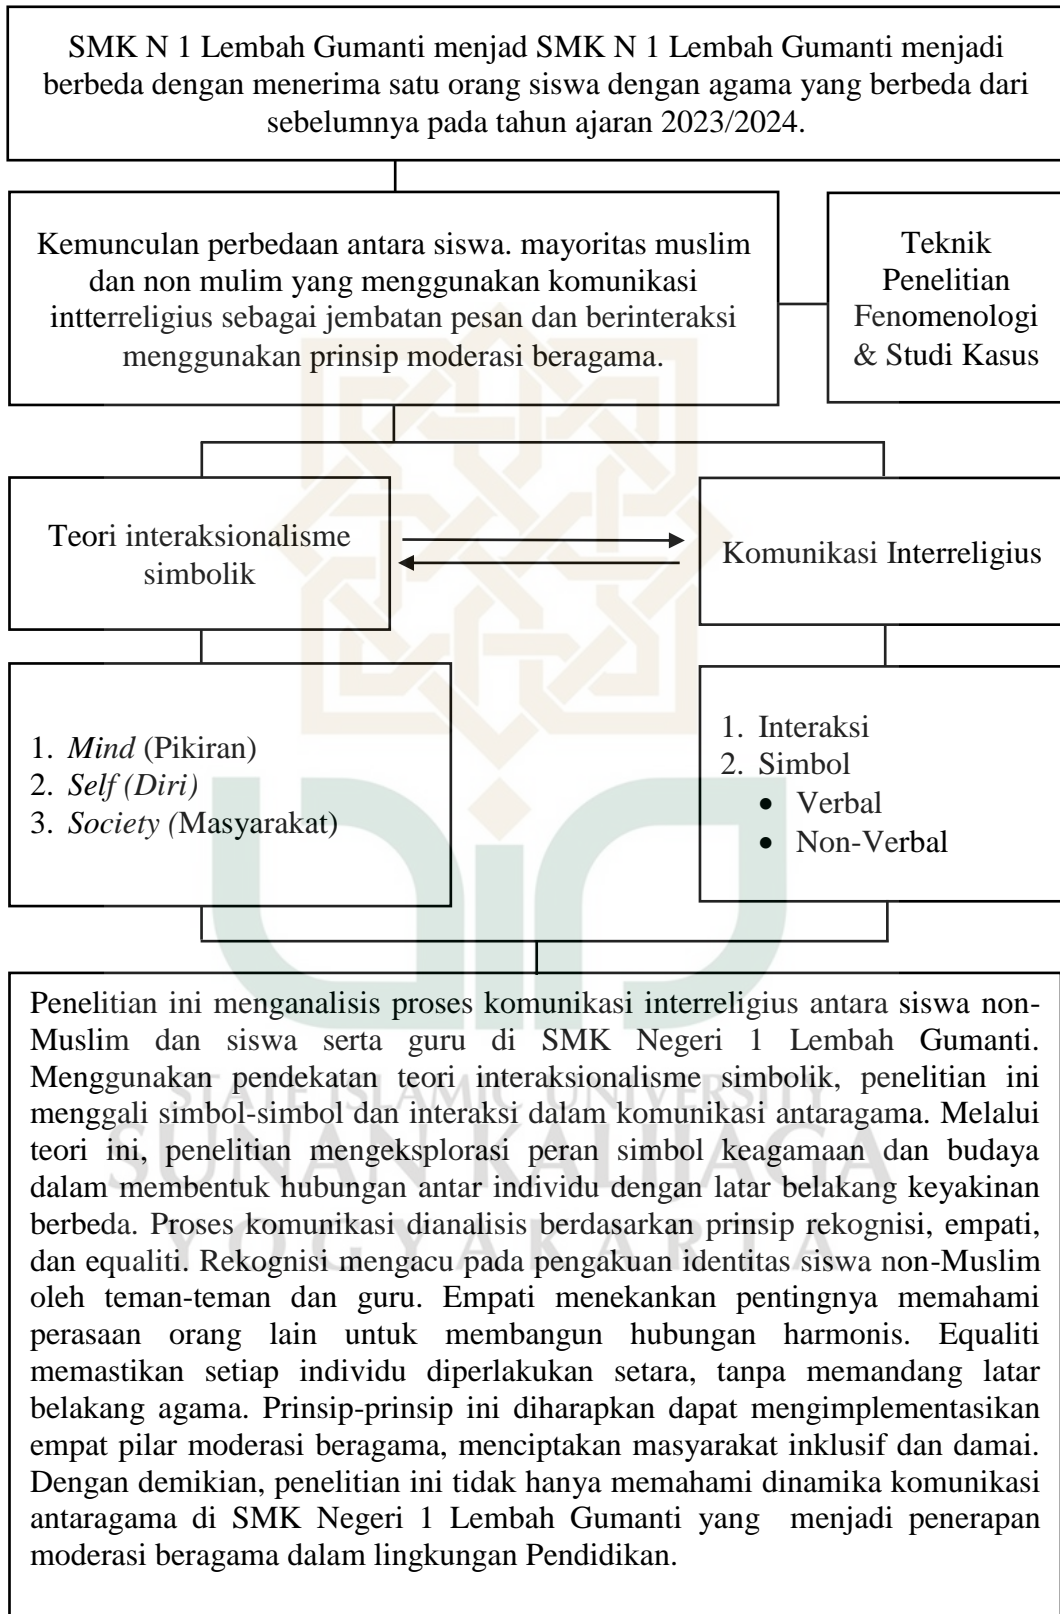 SMK N 1 Lembah Gumanti menjad SMK N 1 Lembah Gumanti menjadi
berbeda dengan menerima satu orang siswa dengan agama yang berbeda dari
sebelumnya pada tahun ajaran 2023/2024.
Kemunculan perbedaan antara siswa. mayoritas muslim
dan non mulim yang menggunakan komunikasi
intterreligius sebagai jembatan pesan dan berinteraksi
menggunakan prinsip moderasi beragama.
Teknik
Penelitian
Fenomenologi
& Studi Kasus
Teori interaksionalisme
simbolik
Komunikasi Interreligius
1. Mind (Pikiran)
2. Self (Diri)
3. Society (Masyarakat)
1. Interaksi
2. Simbol
• Verbal
• Non-Verbal
Penelitian ini menganalisis proses komunikasi interreligius antara siswa non-
Muslim dan siswa serta guru di SMK Negeri 1 Lembah Gumanti.
Menggunakan pendekatan teori interaksionalisme simbolik, penelitian ini
menggali simbol-simbol dan interaksi dalam komunikasi antaragama. Melalui
teori ini, penelitian mengeksplorasi peran simbol keagamaan dan budaya
dalam membentuk hubungan antar individu dengan latar belakang keyakinan
berbeda. Proses komunikasi dianalisis berdasarkan prinsip rekognisi, empati,
dan equaliti. Rekognisi mengacu pada pengakuan identitas siswa non-Muslim
oleh teman-teman dan guru. Empati menekankan pentingnya memahami
perasaan orang lain untuk membangun hubungan harmonis. Equaliti
memastikan setiap individu diperlakukan setara, tanpa memandang latar
belakang agama. Prinsip-prinsip ini diharapkan dapat mengimplementasikan
empat pilar moderasi beragama, menciptakan masyarakat inklusif dan damai.
Dengan demikian, penelitian ini tidak hanya memahami dinamika komunikasi
antaragama di SMK Negeri 1 Lembah Gumanti yang menjadi penerapan
moderasi beragama dalam lingkungan Pendidikan.
STATE ISLAMIC UNIVERSITY
SUNAN KALIJAGA
YOGYAKARTA